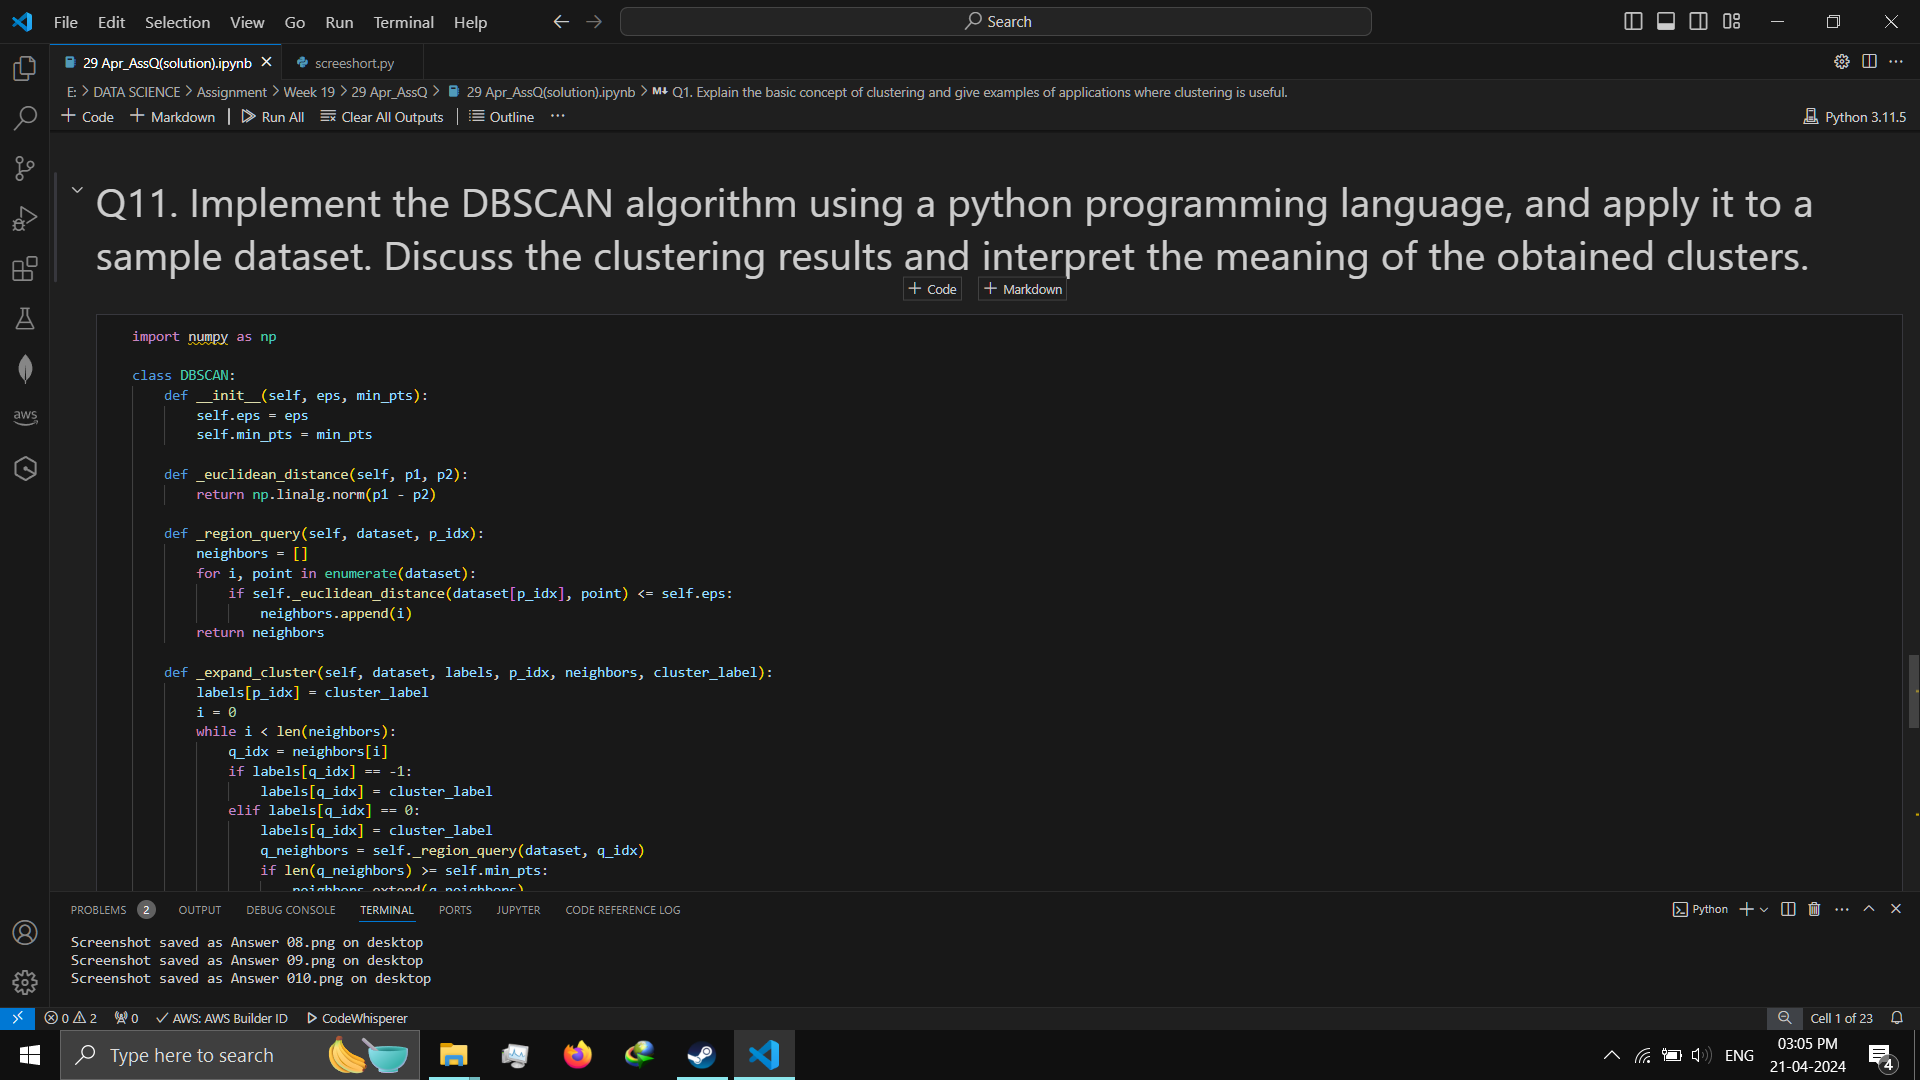 File Edit Selection View Go Run Terminal Help
Search
29 Apr_AssQ(solution).ipynb
screeshort.py
E: > DATA SCIENCE > Assignment > Week 19 > 29 Apr_AssQ > 29 Apr_AssQ(solution).ipynb > M↓ Q1. Explain the basic concept of clustering and give examples of applications where clustering is useful.
+ Code + Markdown | Run All Clear All Outputs | Outline ···
Python 3.11.5
Q11. Implement the DBSCAN algorithm using a python programming language, and apply it to a
sample dataset. Discuss the clustering results and interpret the meaning of the obtained clusters.
+ Code + Markdown
import numpy as np
class DBSCAN:
def __init__(self, eps, min_pts):
self.eps = eps
self.min_pts = min_pts
def _euclidean_distance(self, p1, p2):
return np.linalg.norm(p1 - p2)
def _region_query(self, dataset, p_idx):
neighbors = []
for i, point in enumerate(dataset):
if self._euclidean_distance(dataset[p_idx], point) <= self.eps:
neighbors.append(i)
return neighbors
def _expand_cluster(self, dataset, labels, p_idx, neighbors, cluster_label):
labels[p_idx] = cluster_label
i = 0
while i < len(neighbors):
q_idx = neighbors[i]
if labels[q_idx] == -1:
labels[q_idx] = cluster_label
elif labels[q_idx] == 0:
labels[q_idx] = cluster_label
q_neighbors = self._region_query(dataset, q_idx)
if len(q_neighbors) >= self.min_pts:
neighbors.extend(q_neighbors)
PROBLEMS 2 OUTPUT DEBUG CONSOLE TERMINAL PORTS JUPYTER CODE REFERENCE LOG
Python
Screenshot saved as Answer 08.png on desktop
Screenshot saved as Answer 09.png on desktop
Screenshot saved as Answer 010.png on desktop
aws
0 2 0 AWS: AWS Builder ID CodeWhisperer
Cell 1 of 23
Type here to search
ENG
03:05 PM
21-04-2024
4